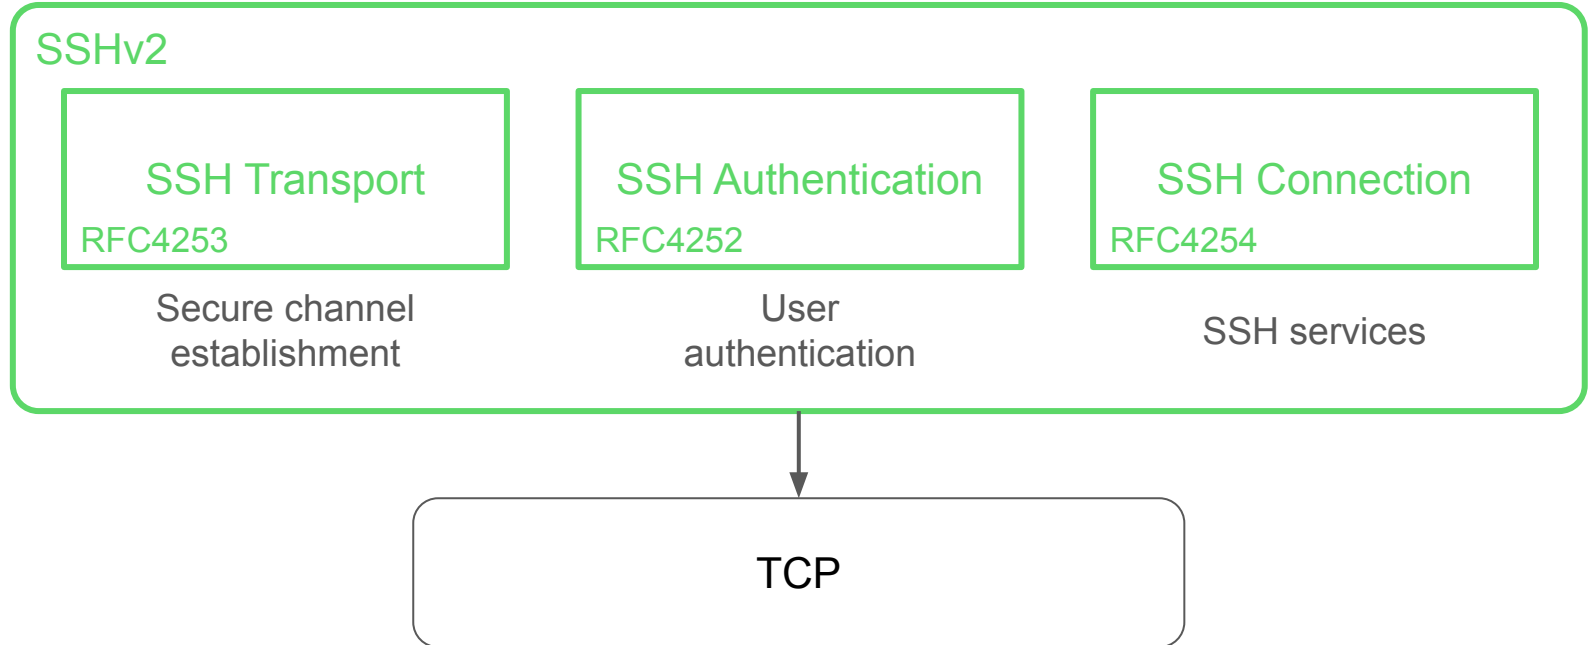 SSHv2
SSH Transport
RFC4253
Secure channel
establishment
SSH Authentication
RFC4252
User
authentication
SSH Connection
RFC4254
SSH services
TCP